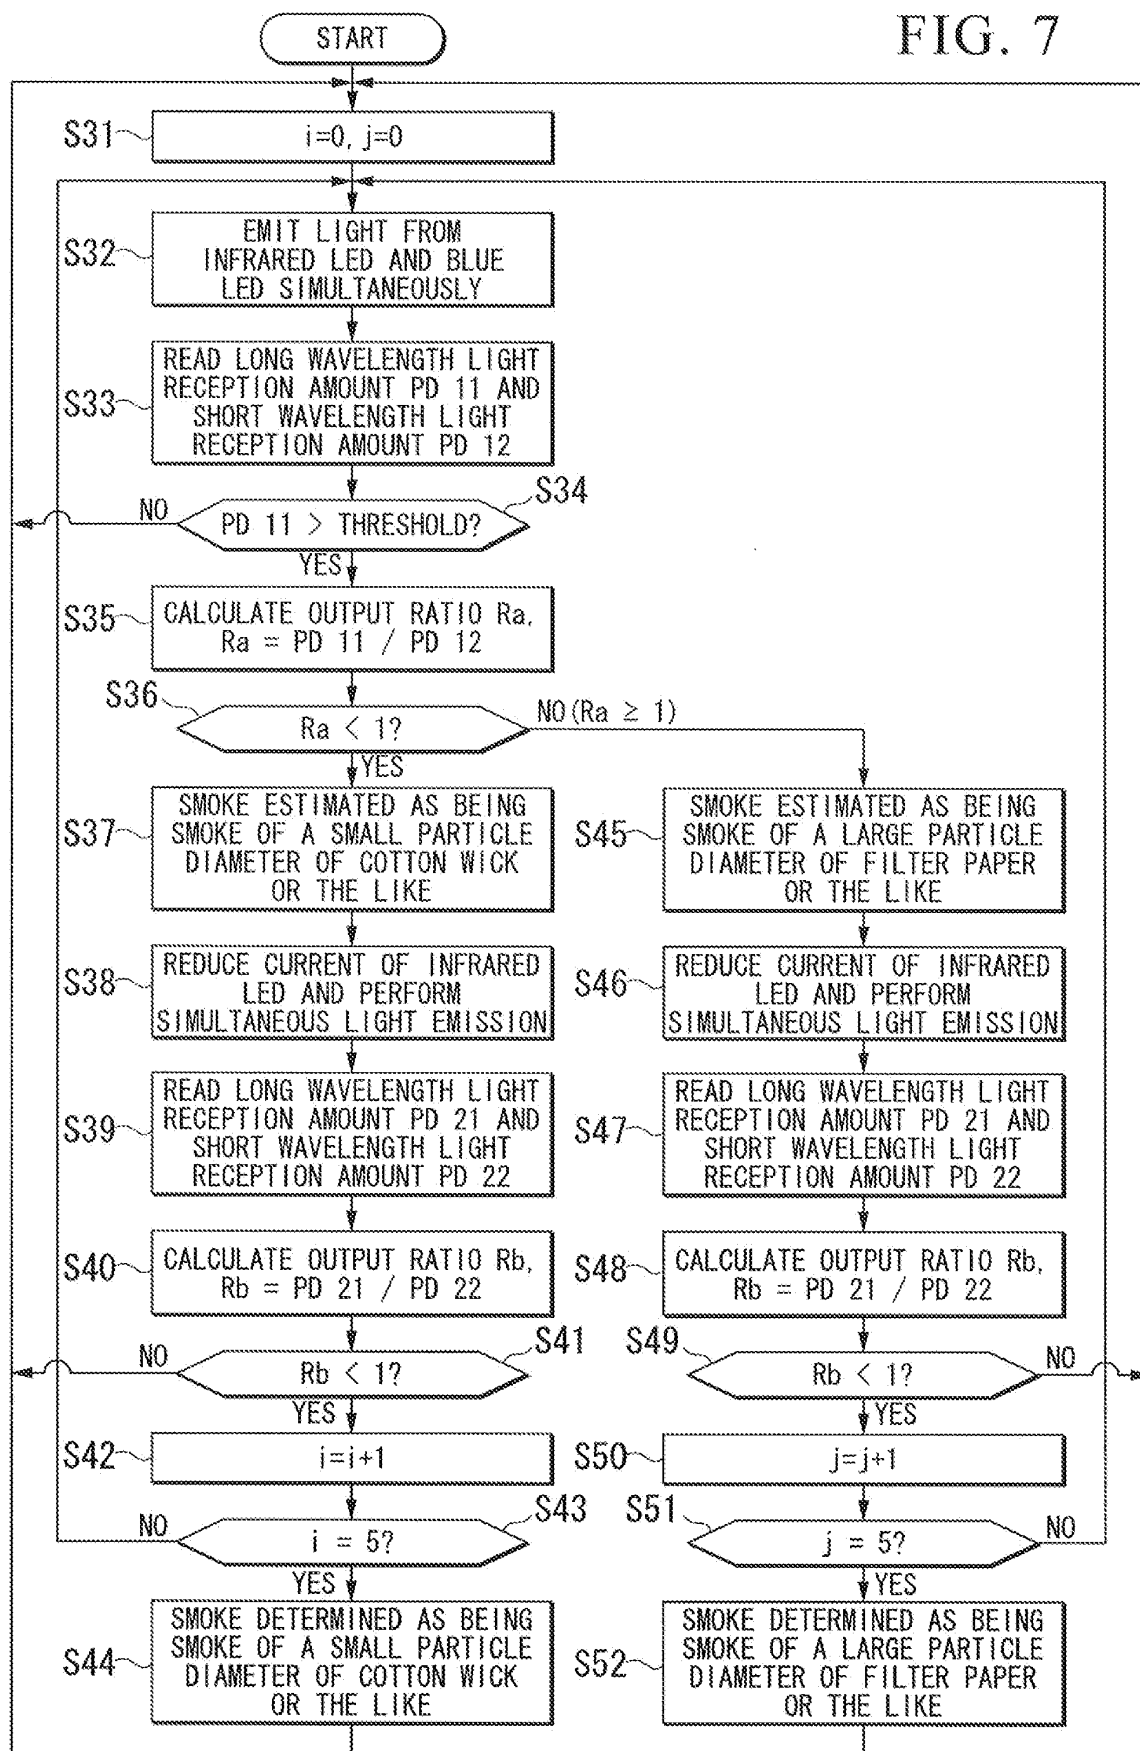 FIG. 7
START
S31
i=0, j=0
S32
EMIT LIGHT FROM
INFRARED LED AND BLUE
LED SIMULTANEOUSLY
S33
READ LONG WAVELENGTH LIGHT
RECEPTION AMOUNT PD 11 AND
SHORT WAVELENGTH LIGHT
RECEPTION AMOUNT PD 12
S34
NO
PD 11 > THRESHOLD?
YES
S35
CALCULATE OUTPUT RATIO Ra,
Ra = PD 11 / PD 12
S36
Ra < 1?
NO(Ra ≥ 1)
YES
S37
SMOKE ESTIMATED AS BEING
SMOKE OF A SMALL PARTICLE
DIAMETER OF COTTON WICK
OR THE LIKE
S38
REDUCE CURRENT OF INFRARED
LED AND PERFORM
SIMULTANEOUS LIGHT EMISSION
S39
READ LONG WAVELENGTH LIGHT
RECEPTION AMOUNT PD 21 AND
SHORT WAVELENGTH LIGHT
RECEPTION AMOUNT PD 22
S40
CALCULATE OUTPUT RATIO Rb,
Rb = PD 21 / PD 22
S41
NO
Rb < 1?
YES
S42
i=i+1
S43
NO
i = 5?
YES
S44
SMOKE DETERMINED AS BEING
SMOKE OF A SMALL PARTICLE
DIAMETER OF COTTON WICK
OR THE LIKE
S45
SMOKE ESTIMATED AS BEING
SMOKE OF A LARGE PARTICLE
DIAMETER OF FILTER PAPER
OR THE LIKE
S46
REDUCE CURRENT OF INFRARED
LED AND PERFORM
SIMULTANEOUS LIGHT EMISSION
S47
READ LONG WAVELENGTH LIGHT
RECEPTION AMOUNT PD 21 AND
SHORT WAVELENGTH LIGHT
RECEPTION AMOUNT PD 22
S48
CALCULATE OUTPUT RATIO Rb,
Rb = PD 21 / PD 22
S49
Rb < 1?
NO
YES
S50
j=j+1
S51
j = 5?
NO
YES
S52
SMOKE DETERMINED AS BEING
SMOKE OF A LARGE PARTICLE
DIAMETER OF FILTER PAPER
OR THE LIKE